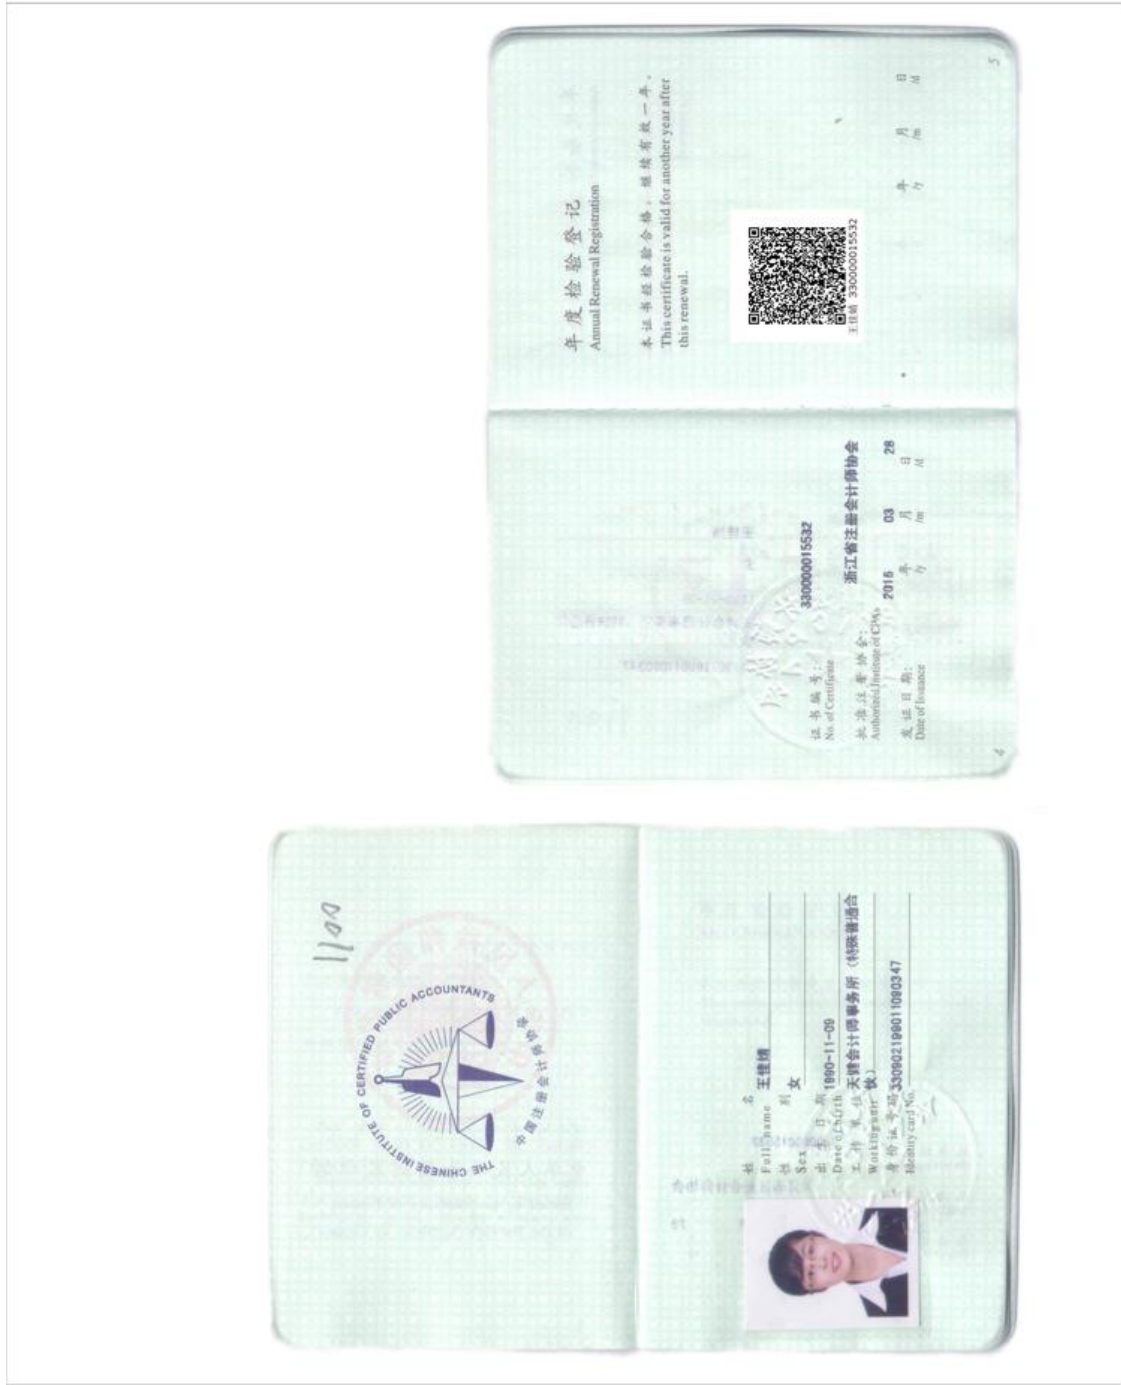 1100
THE CHINESE INSTITUTE OF CERTIFIED PUBLIC ACCOUNTANTS
中国注册会计师协会
姓 名 王佳婧
Full name
性 别 女
Sex
出 生 日 期 1990-11-09
Date of birth
工 作 单 位 天健会计师事务所（特殊普通合
Working unit 伙）
身份证号码 330902199011090347
Identity card No.
证书编号: 330000015532
No. of Certificate
批准注册协会: 浙江省注册会计师协会
Authorized Institute of CPAs
发证日期: 2016 年 03 月 28 日
Date of Issuance /y /m /d
4
年度检验登记
Annual Renewal Registration
本证书经检验合格，继续有效一年。
This certificate is valid for another year after
this renewal.
王佳婧 330000015532
年 月 日
/y /m /d
5